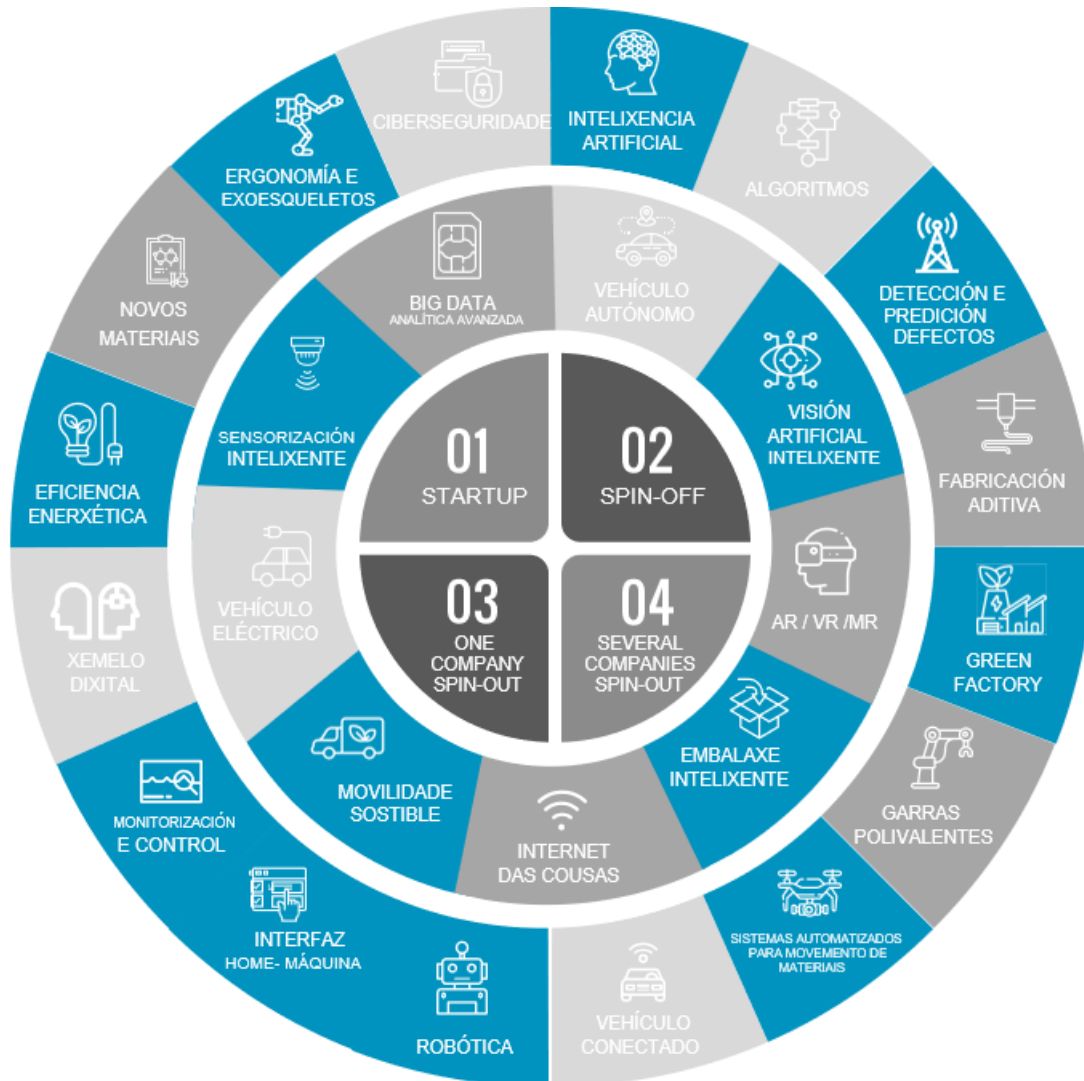 CIBERSEGURIDADE
INTELIXENCIA
ARTIFICIAL
ALGORITMOS
DETECCIÓN E
PREDICIÓN
DEFECTOS
FABRICACIÓN
ADITIVA
GREEN
FACTORY
GARRAS
POLIVALENTES
SISTEMAS AUTOMATIZADOS
PARA MOVEMENTO DE
MATERIAIS
VEHÍCULO
CONECTADO
ROBÓTICA
INTERFAZ
HOME- MÁQUINA
MONITORIZACIÓN
E CONTROL
XEMELO
DIXITAL
EFICIENCIA
ENERXÉTICA
NOVOS
MATERIAIS
ERGONOMÍA E
EXOESQUELETOS
BIG DATA
ANALÍTICA AVANZADA
VEHÍCULO
AUTÓNOMO
VISIÓN
ARTIFICIAL
INTELIXENTE
AR / VR /MR
EMBALAXE
INTELIXENTE
INTERNET
DAS COUSAS
MOVILIDADE
SOSTIBLE
VEHÍCULO
ELÉCTRICO
SENSORIZACIÓN
INTELIXENTE
01
STARTUP
02
SPIN-OFF
03
ONE
COMPANY
SPIN-OUT
04
SEVERAL
COMPANIES
SPIN-OUT